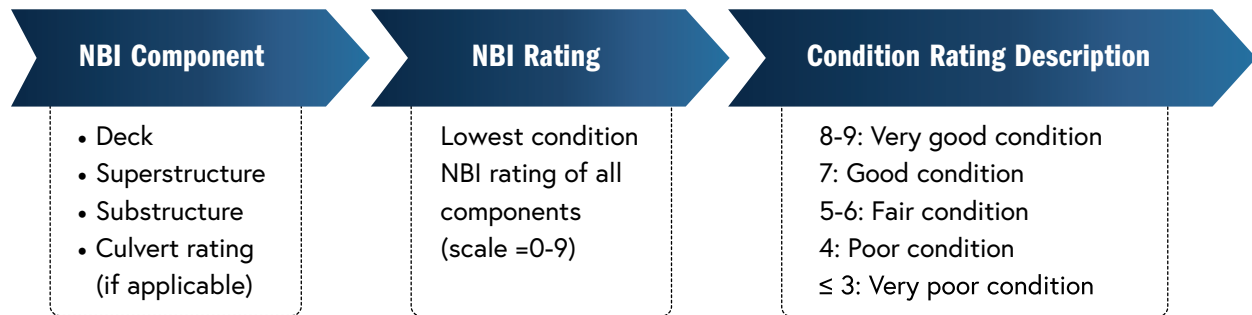 NBI Component
• Deck
• Superstructure
• Substructure
• Culvert rating
(if applicable)
NBI Rating
Lowest condition
NBI rating of all
components
(scale =0-9)
Condition Rating Description
8-9: Very good condition
7: Good condition
5-6: Fair condition
4: Poor condition
≤ 3: Very poor condition